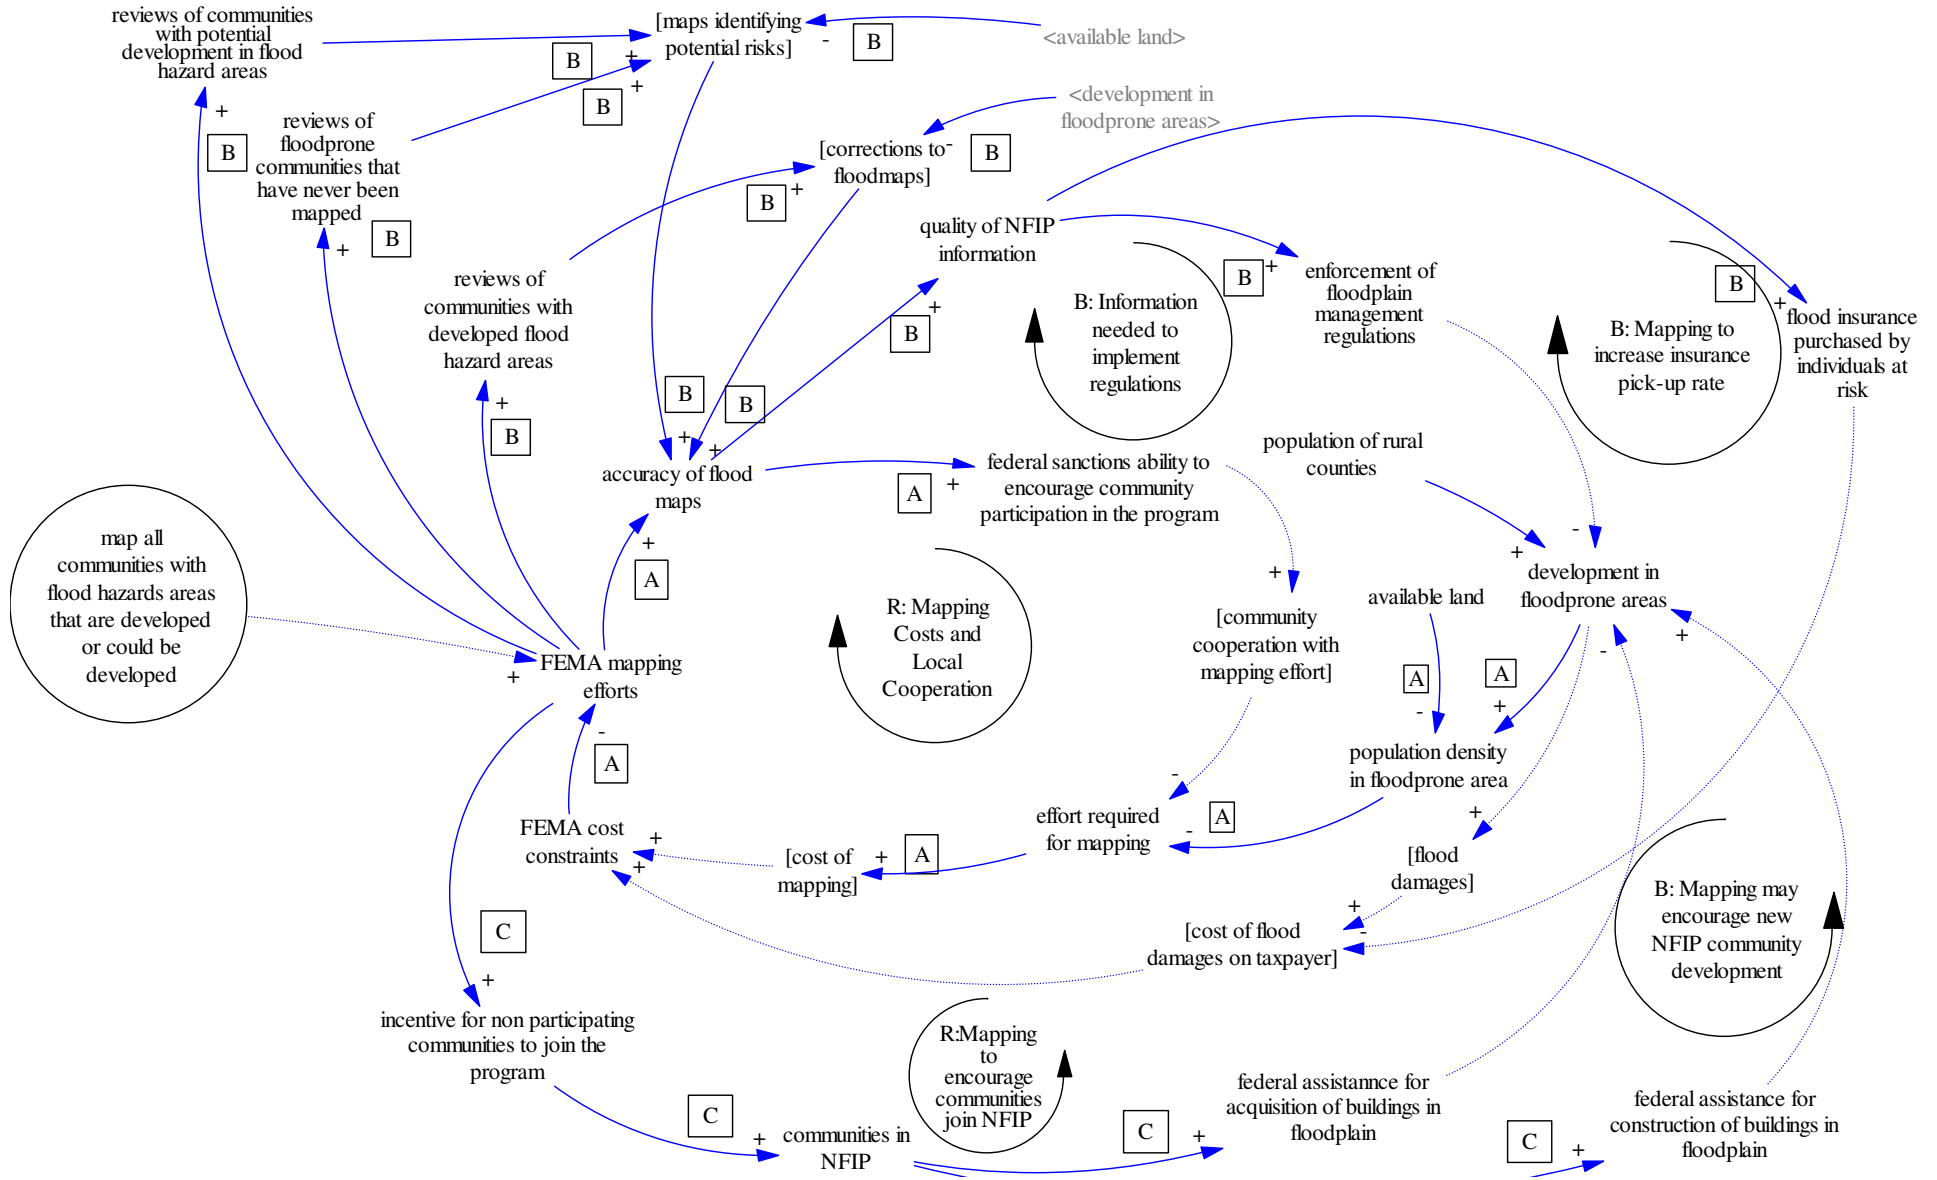 reviews of communities
with potential
development in flood
hazard areas
+
B
reviews of
floodprone
communities that
have never been
mapped
+
B
B
+
B
+
[maps identifying
potential risks]
-
B
<available land>
<development in
floodprone areas>
[corrections to
floodmaps]
-
B
B
+
reviews of
communities with
developed flood
hazard areas
+
B
quality of NFIP
information
+
B
B: Information
needed to
implement
regulations
B
+
enforcement of
floodplain
management
regulations
B
+
B: Mapping to
increase insurance
pick-up rate
flood insurance
purchased by
individuals at
risk
B
+
B
+
accuracy of flood
maps
A
+
federal sanctions ability to
encourage community
participation in the program
population of rural
counties
+
-
development in
floodprone areas
-
+
map all
communities with
flood hazards areas
that are developed
or could be
developed
+
FEMA mapping
efforts
+
A
R: Mapping
Costs and
Local
Cooperation
+
[community
cooperation with
mapping effort]
available land
A
-
A
+
population density
in floodprone area
-
A
FEMA cost
constraints
+
+
[cost of
mapping]
+
A
effort required
for mapping
-
-
A
+
[flood
damages]
+
-
[cost of flood
damages on taxpayer]
B: Mapping may
encourage new
NFIP community
development
C
+
incentive for non participating
communities to join the
program
R:Mapping
to
encourage
communities
join NFIP
C
+
communities in
NFIP
C
+
federal assistannce for
acquisition of buildings in
floodplain
C
+
federal assistance for
construction of buildings in
floodplain